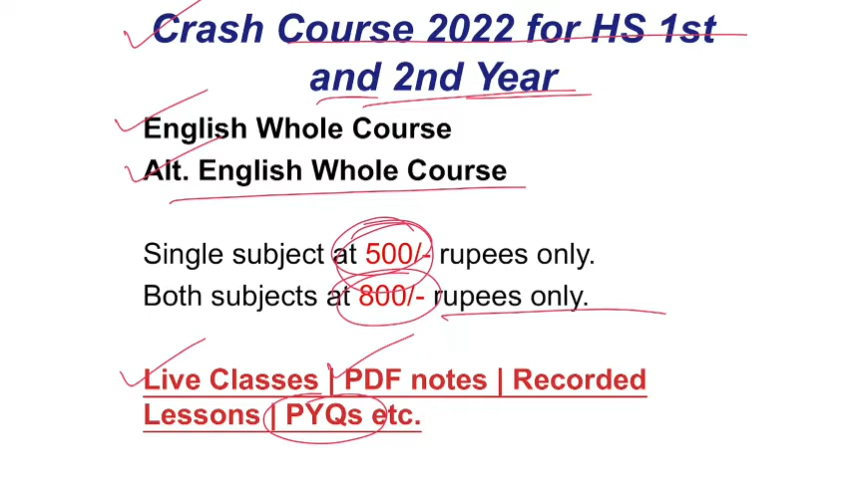 Crash Course 2022 for HS 1st
and 2nd Year
English Whole Course
Alt. English Whole Course
Single subject at 500/- rupees only.
Both subjects at 800/- rupees only.
Live Classes | PDF notes | Recorded
Lessons | PYQs etc.